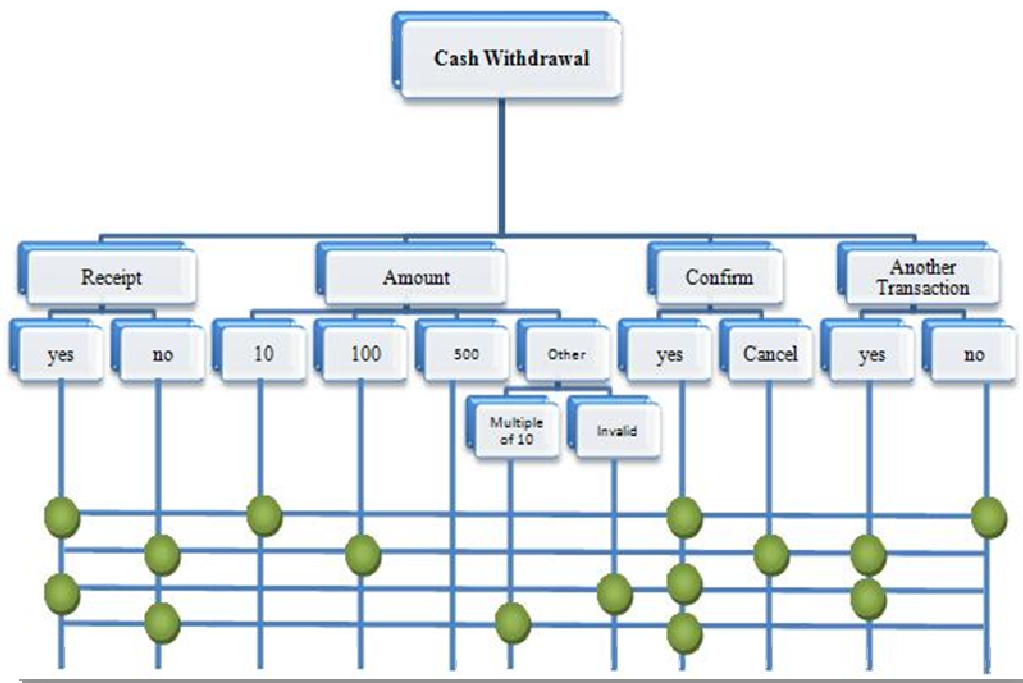 Cash Withdrawal
Receipt
Amount
Confirm
Another
Transaction
yes
no
10
100
500
Other
yes
Cancel
yes
no
Multiple
of 10
Invalid